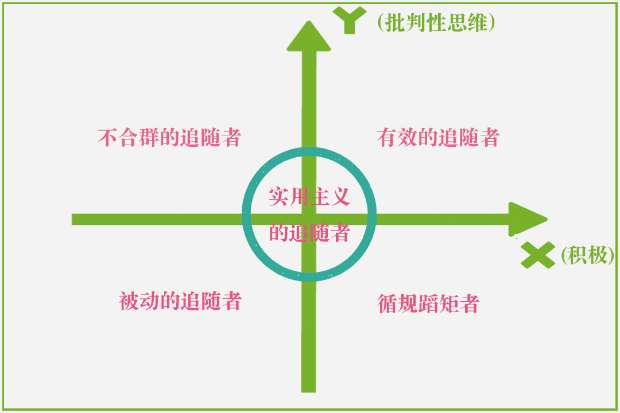 Y (批判性思维)
不合群的追随者
有效的追随者
实用主义
的追随者
X (积极)
被动的追随者
循规蹈矩者